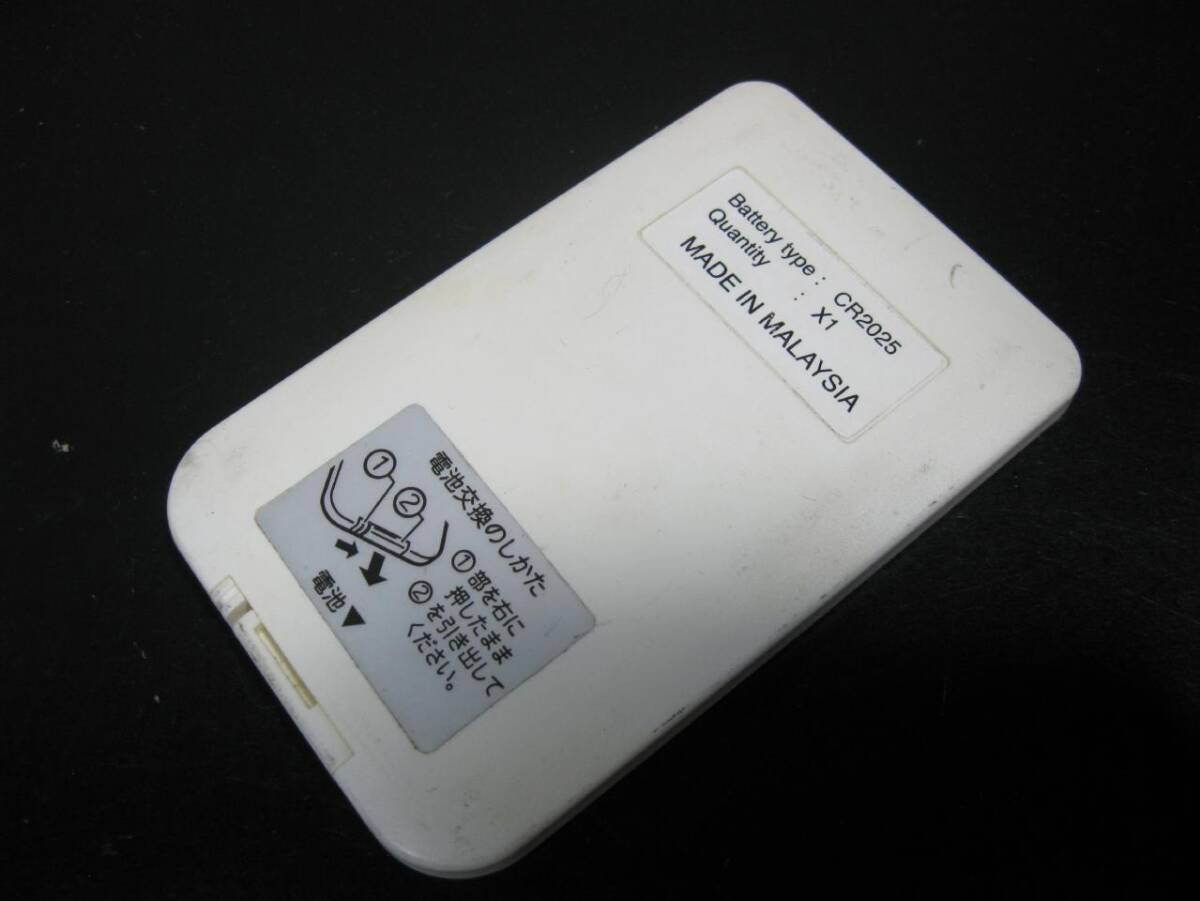 Battery type : CR2025
Quantity : X1
MADE IN MALAYSIA
電池交換のしかた
① ②
①部を右に
押したまま
②を引き出して
ください。
電池▲